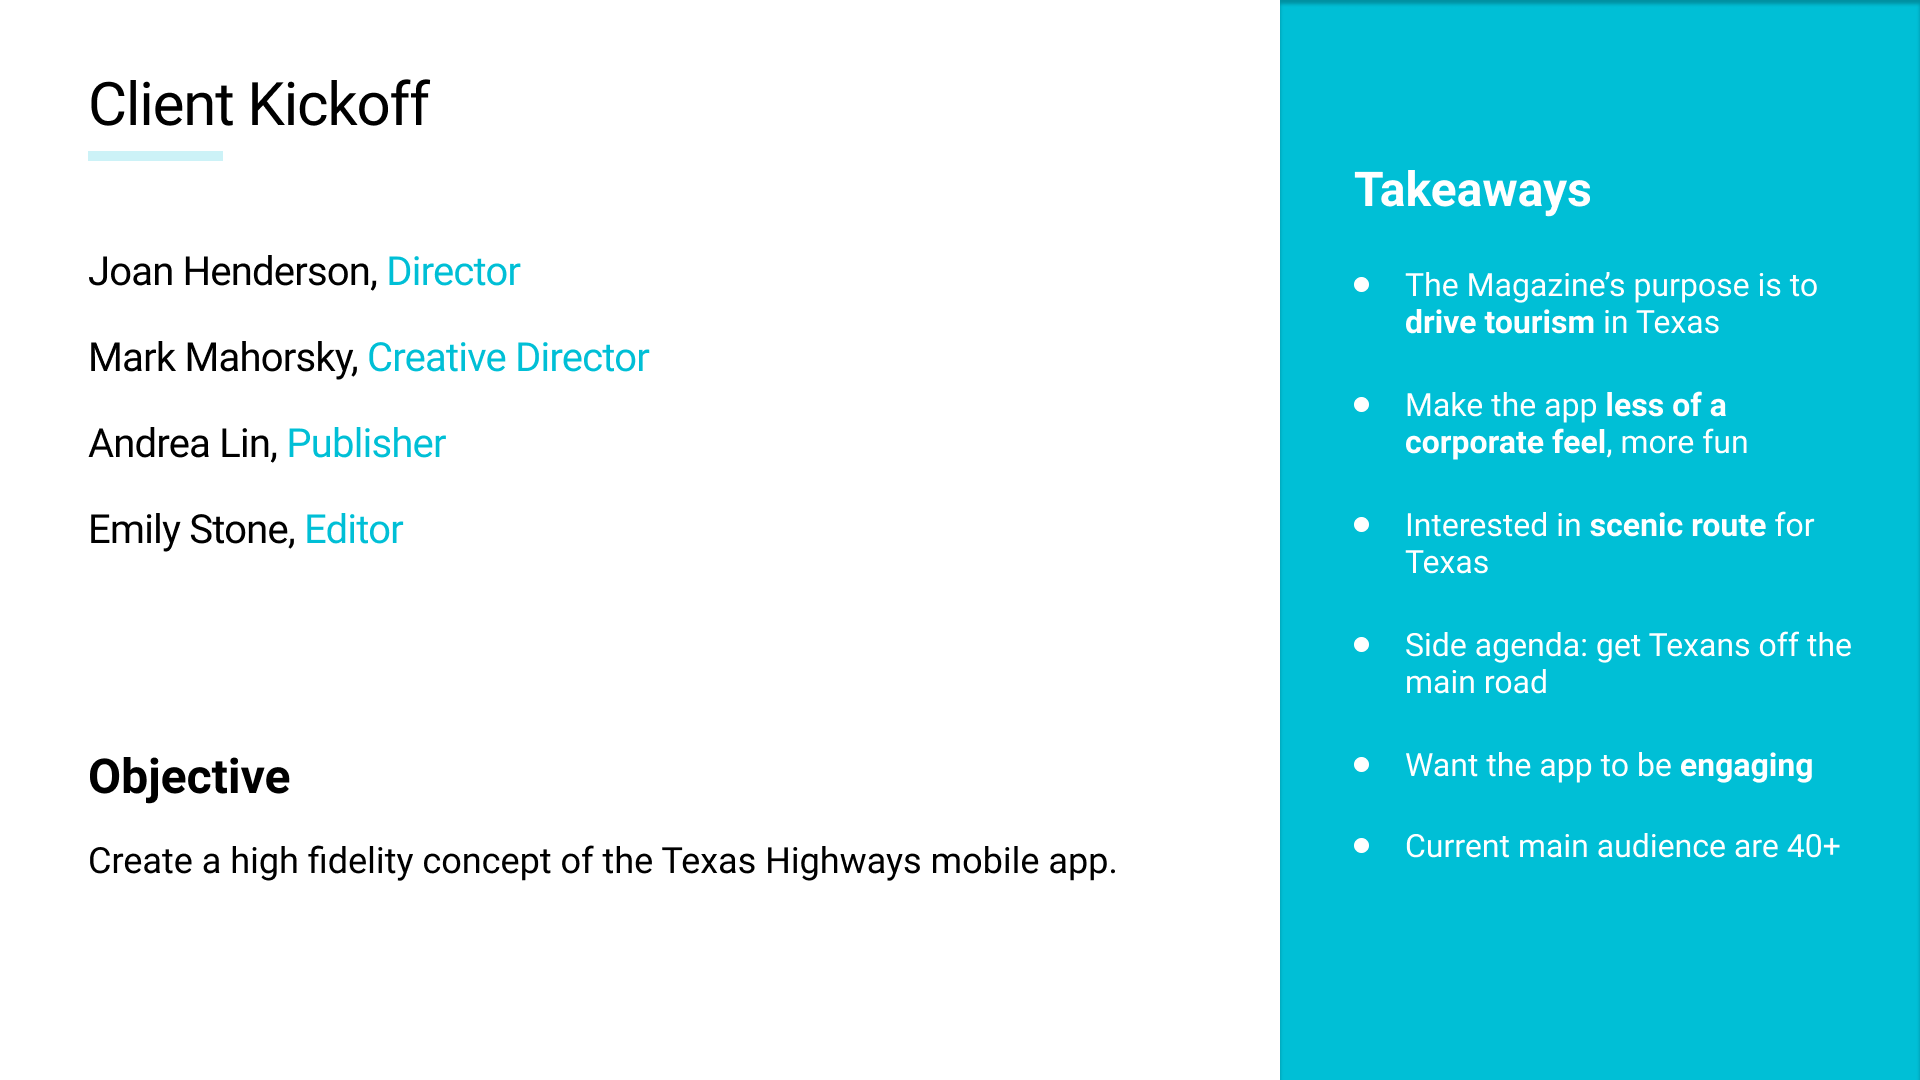 Client Kickoff
Joan Henderson, Director
Mark Mahorsky, Creative Director
Andrea Lin, Publisher
Emily Stone, Editor
Objective
Create a high fidelity concept of the Texas Highways mobile app.
Takeaways
● The Magazine’s purpose is to
drive tourism in Texas
● Make the app less of a
corporate feel, more fun
● Interested in scenic route for
Texas
● Side agenda: get Texans off the
main road
● Want the app to be engaging
● Current main audience are 40+